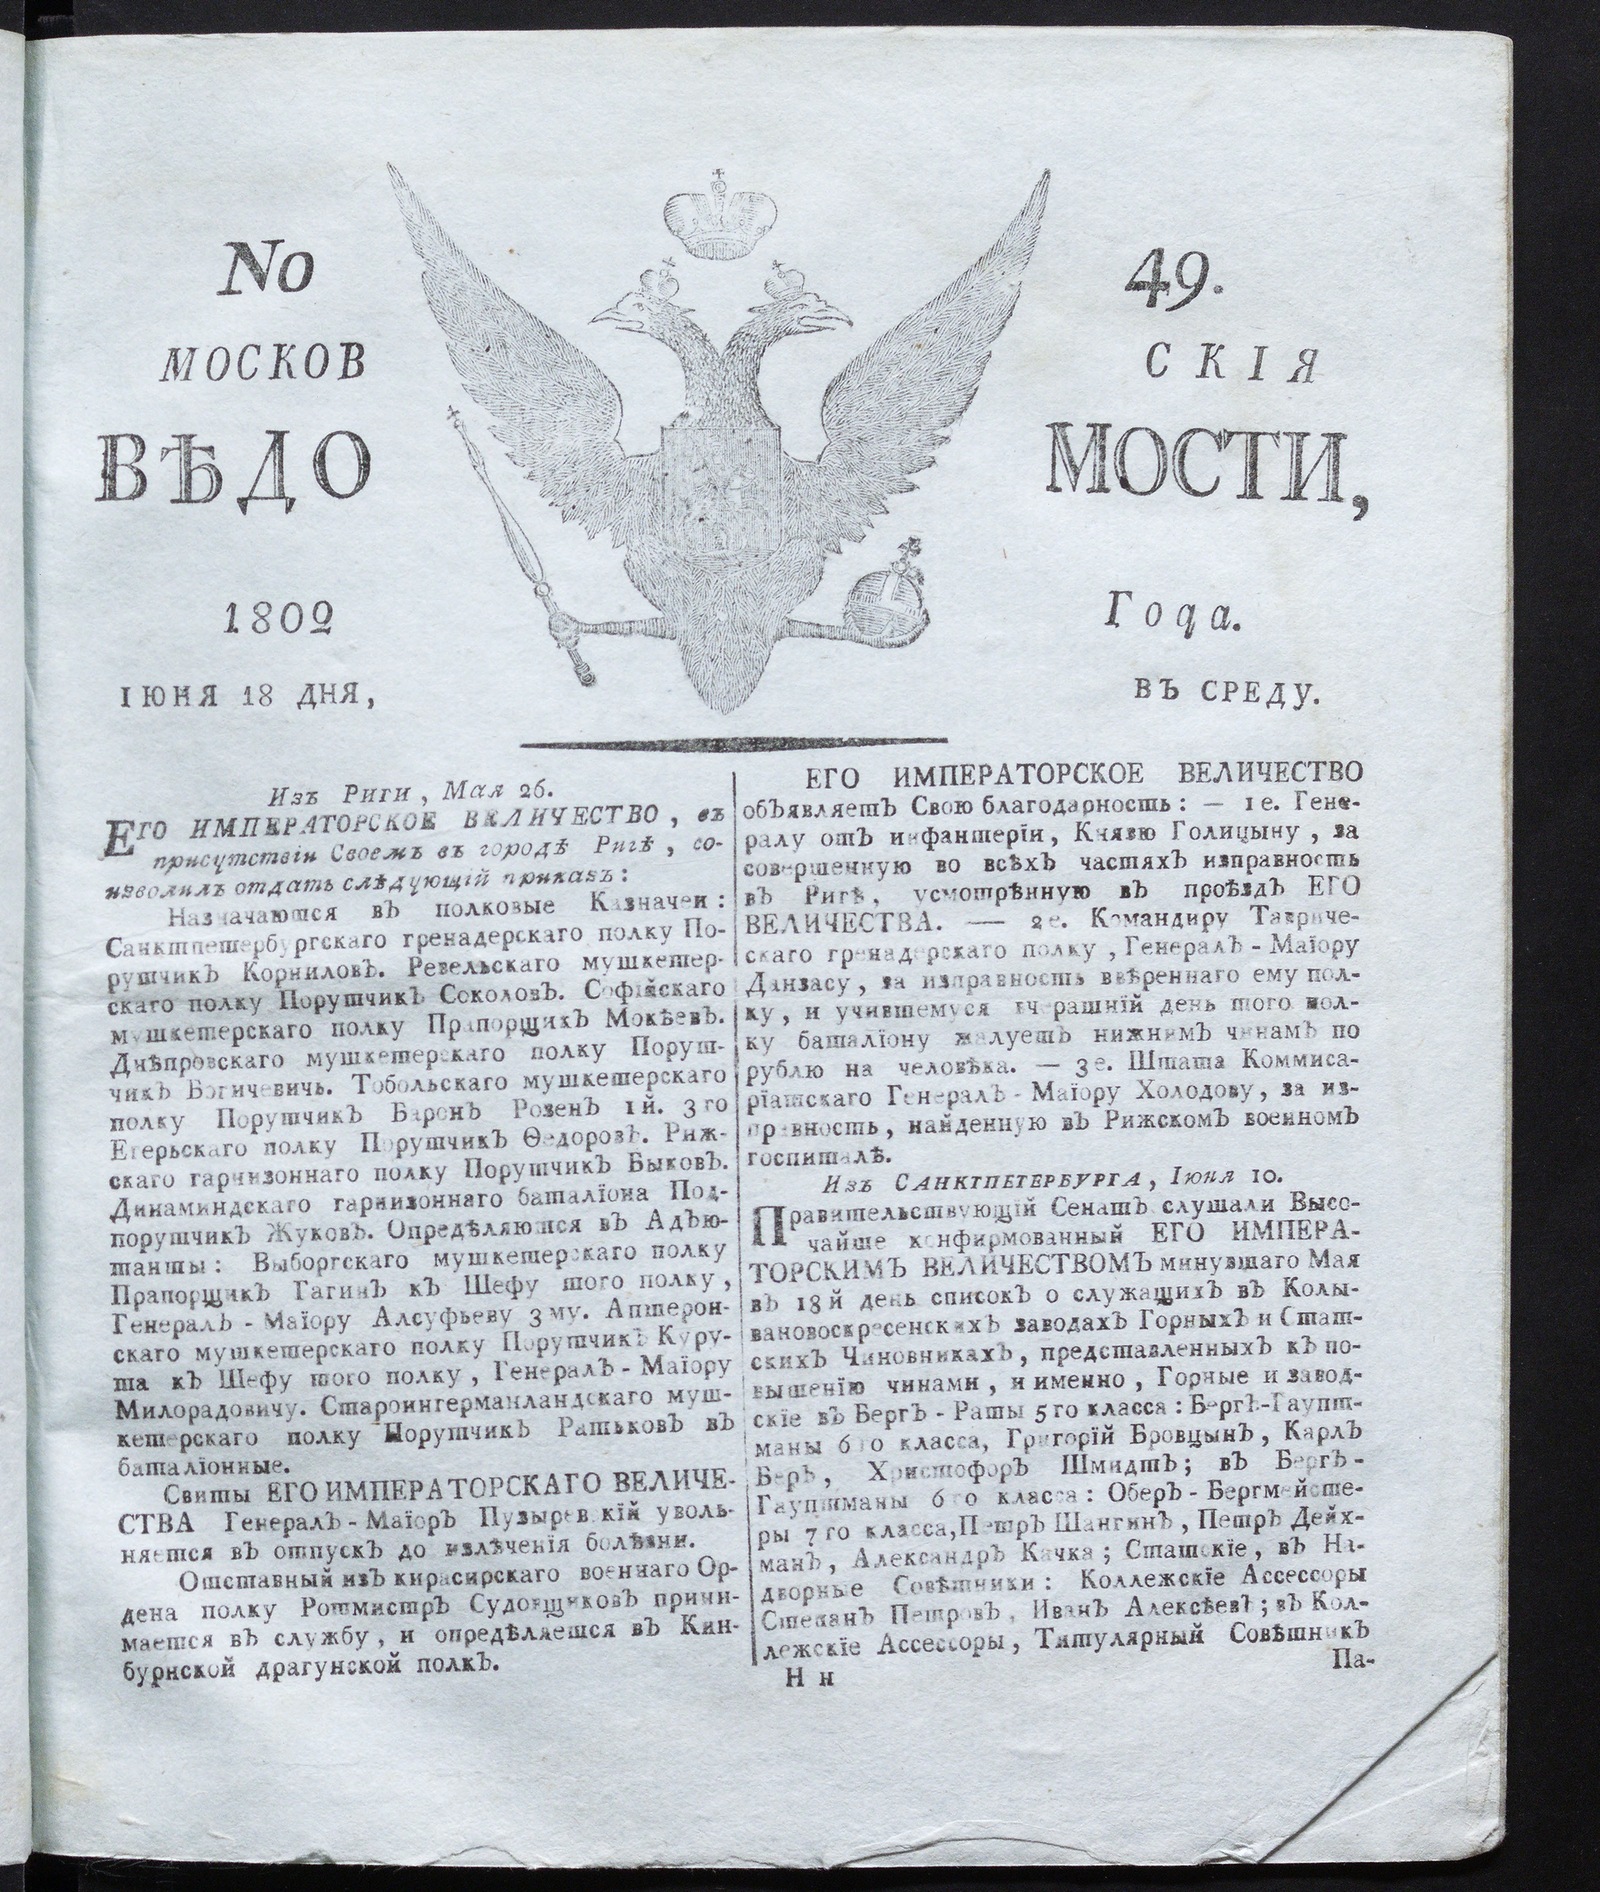 No 49.
МОСКОВ СКІЯ
ВѢДО МОСТИ,
1802 Года.
ІЮНЯ 18 ДНЯ, ВЪ СРЕДУ.
Изъ Риги, Мая 26.
ЕГО ИМПЕРАТОРСКОЕ ВЕЛИЧЕСТВО, въ
присутствіи Своемъ въ городѣ Ригѣ, со-
изволилъ отдать слѣдующій приказъ:
Назначаются въ полковые Казначеи:
Санктпетербургскаго гренадерскаго полку По-
ручикъ Корниловъ. Ревельскаго мушкетер-
скаго полку Порутчикъ Соколовъ. Софійскаго
мушкетерскаго полку Прапорщикъ Мокѣевъ.
Днѣпровскаго мушкетерскаго полку Порут-
чикъ Богичевичь. Тобольскаго мушкетерскаго
полку Порутчикъ Баронъ Розенъ 1й. 3го
Егерьскаго полку Порутчикъ Ѳедоровъ. Риж-
скаго гарнизоннаго полку Порутчикъ Быковъ.
Динаминдскаго гарнизоннаго баталіона Под-
порутчикъ Жуковъ. Опредѣляются въ Адъю-
танты: Выборгскаго мушкетерскаго полку
Прапорщикъ Гагинъ къ Шефу того полку,
Генералъ-Маіору Алсуфьеву 3му. Аптерон-
скаго мушкетерскаго полку Порутчикъ Куру-
та къ Шефу того полку, Генералъ-Маіору
Милорадовичу. Староингерманландскаго муш-
кетерскаго полку Порутчикъ Ратьковъ въ
баталіонные.
Свиты ЕГО ИМПЕРАТОРСКАГО ВЕЛИЧЕ-
СТВА Генералъ-Маіоръ Пузыревскій уволь-
няется въ отпускъ до излѣченія болѣзни.
Отставный изъ кирасирскаго военнаго Ор-
дена полку Ротмистръ Судовщиковъ прини-
мается въ службу, и опредѣляется въ Кин-
бурнской драгунской полкъ.
ЕГО ИМПЕРАТОРСКОЕ ВЕЛИЧЕСТВО
объявляетъ Свою благодарность: — 1е. Гене-
ралу отъ инфантеріи, Князю Голицыну, за
совершенную во всѣхъ частяхъ изправность
въ Ригѣ, усмотрѣнную въ проѣздъ ЕГО
ВЕЛИЧЕСТВА. — 2е. Командиру Тавриче-
скаго гренадерскаго полку, Генералъ-Маіору
Данзасу, за изправность ввѣреннаго ему пол-
ку, и учившемуся вчерашній день того пол-
ку баталіону жалуетъ нижнимъ чинамъ по
рублю на человѣка. — 3е. Штата Коммиса-
ріатскаго Генералъ-Маіору Холодову, за из-
правность, найденную въ Рижскомъ военномъ
госпиталѣ.
Изъ САНКТПЕТЕРБУРГА, Іюня 10.
Правительствующій Сенатъ слушали Высо-
чайше конфирмованный ЕГО ИМПЕРА-
ТОРСКИМЪ ВЕЛИЧЕСТВОМЪ минувшаго Мая
въ 18й день списокъ о служащихъ въ Колы-
вановоскресенскихъ заводахъ Горныхъ и Стат-
скихъ Чиновникахъ, представленныхъ къ по-
вышенію чинами, и именно, Горные и завод-
скіе въ Бергъ-Раты 5го класса: Бергъ-Гаупт-
маны 6го класса, Григорій Бровцынъ, Карлъ
Беръ, Христофоръ Шмидтъ; въ Бергъ-
Гауптманы 6го класса: Оберъ-Бергмейсте-
ры 7го класса, Петръ Шангинъ, Петръ Дейх-
манъ, Александръ Качка; Статскіе, въ На-
дворные Совѣтники: Коллежскіе Ассессоры
Степанъ Петровъ, Иванъ Алексѣевъ; въ Кол-
лежскіе Ассессоры, Титулярный Совѣтникъ
Н н Па-